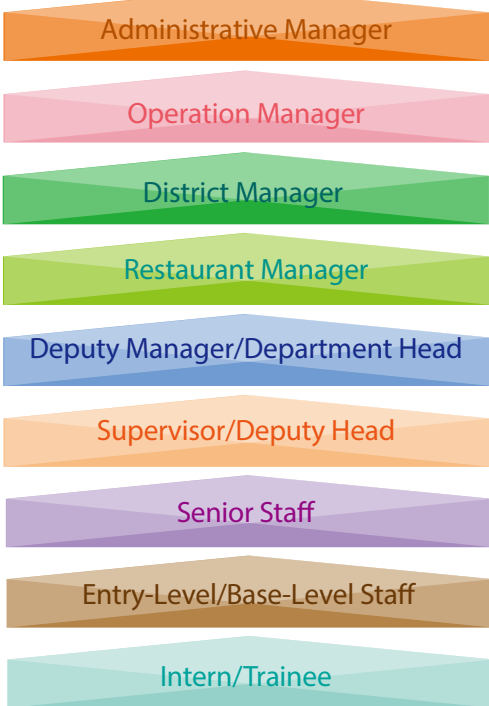 Administrative Manager
Operation Manager
District Manager
Restaurant Manager
Deputy Manager/Department Head
Supervisor/Deputy Head
Senior Staff
Entry-Level/Base-Level Staff
Intern/Trainee